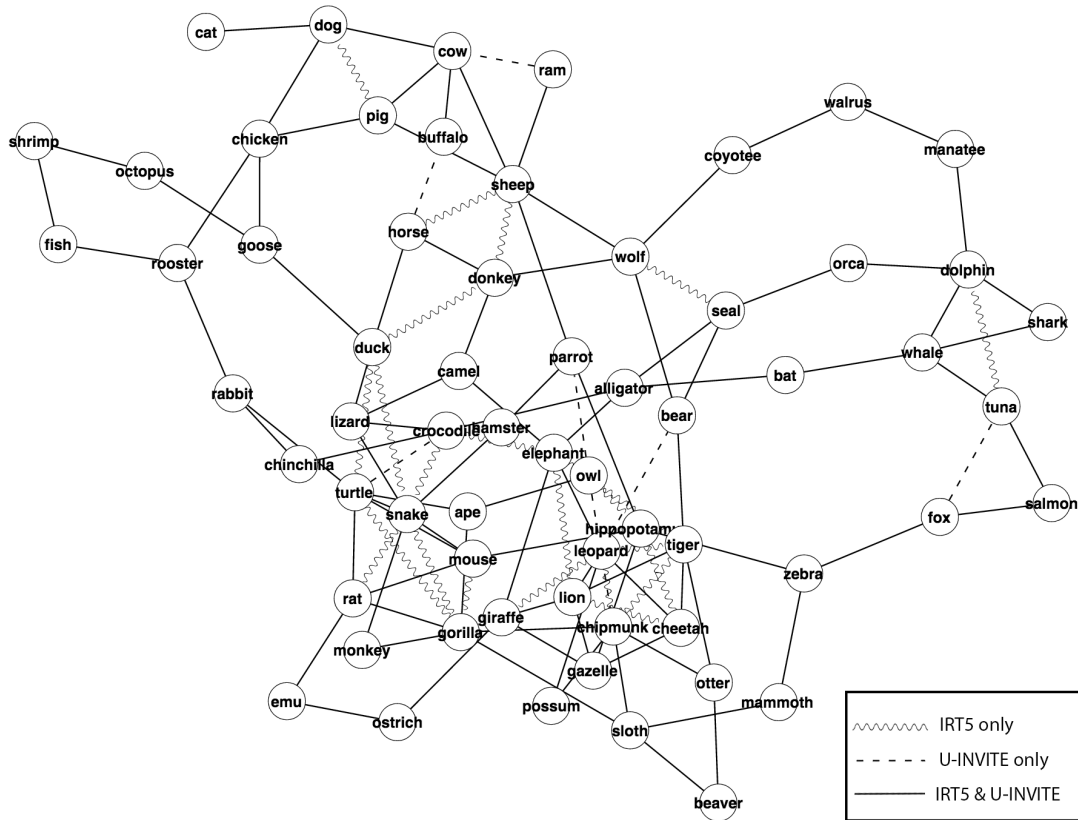 cat
dog
cow
ram
walrus
pig
shrimp
chicken
buffalo
coyotee
manatee
octopus
sheep
horse
fish
goose
rooster
wolf
orca
dolphin
donkey
seal
shark
duck
parrot
whale
camel
bat
rabbit
alligator
tuna
lizard
bear
crocodile
hamster
elephant
chinchilla
owl
turtle
salmon
snake
ape
fox
hippopotamu
tiger
leopard
mouse
zebra
rat
lion
giraffe
chipmunk
cheetah
gorilla
monkey
gazelle
otter
emu
possum
mammoth
ostrich
sloth
beaver
IRT5 only
U-INVITE only
IRT5 & U-INVITE